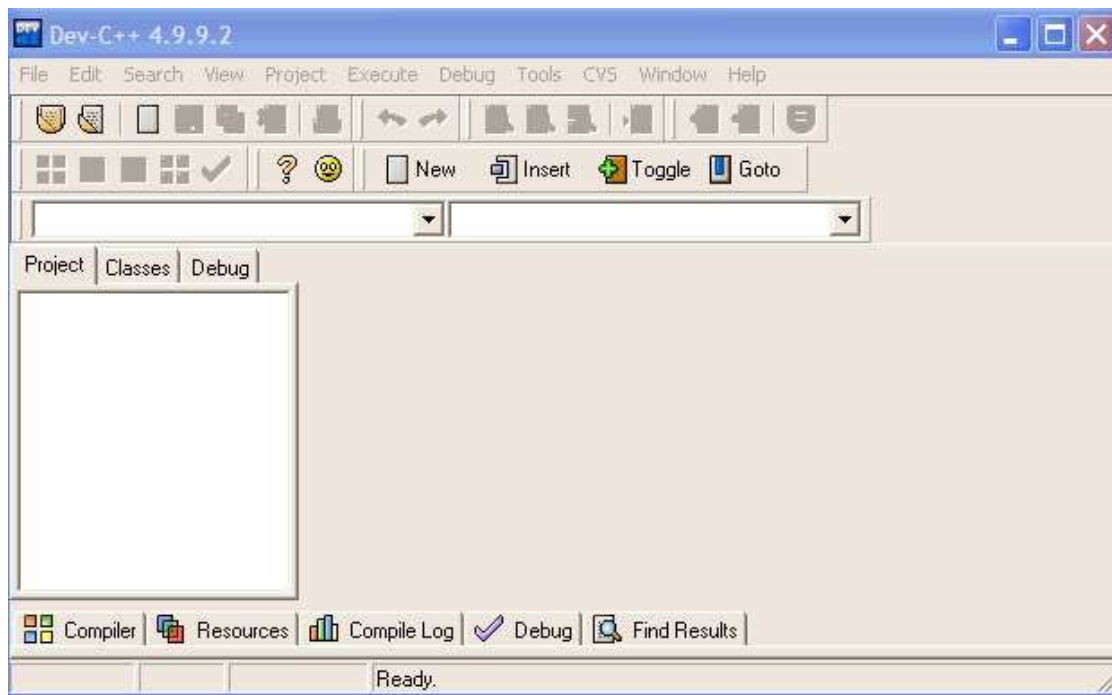 Dev-C++ 4.9.9.2
File Edit Search View Project Execute Debug Tools CVS Window Help
New Insert Toggle Goto
Project Classes Debug
Compiler Resources Compile Log Debug Find Results
Ready.